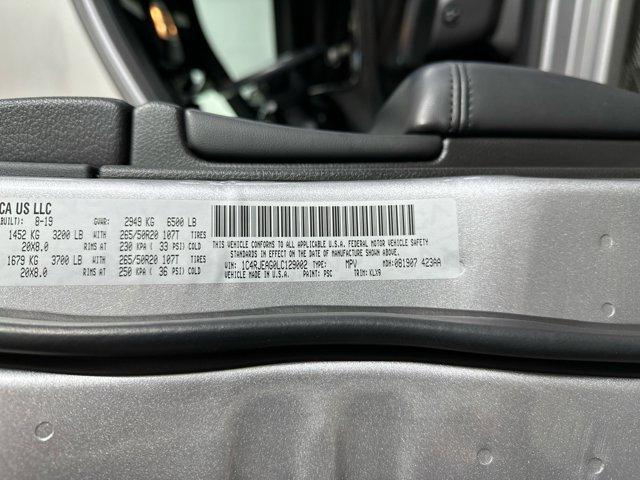 CA US LLC
BUILT): 8-19 GVWR: 2949 KG 6500 LB
1452 KG 3200 LB WITH 265/50R20 107T TIRES
20X8.0 RIMS AT 230 KPA ( 33 PSI) COLD
1679 KG 3700 LB WITH 265/50R20 107T TIRES
20X8.0 RIMS AT 250 KPA ( 36 PSI) COLD
THIS VEHICLE CONFORMS TO ALL APPLICABLE U.S.A. FEDERAL MOTOR VEHICLE SAFETY
STANDARDS IN EFFECT ON THE DATE OF MANUFACTURE SHOWN ABOVE.
VIN: 1C4RJEAG0LC129002 TYPE: MPV MDH: 081907 423AA
VEHICLE MADE IN U.S.A. PAINT: PSC TRIM: KLX9